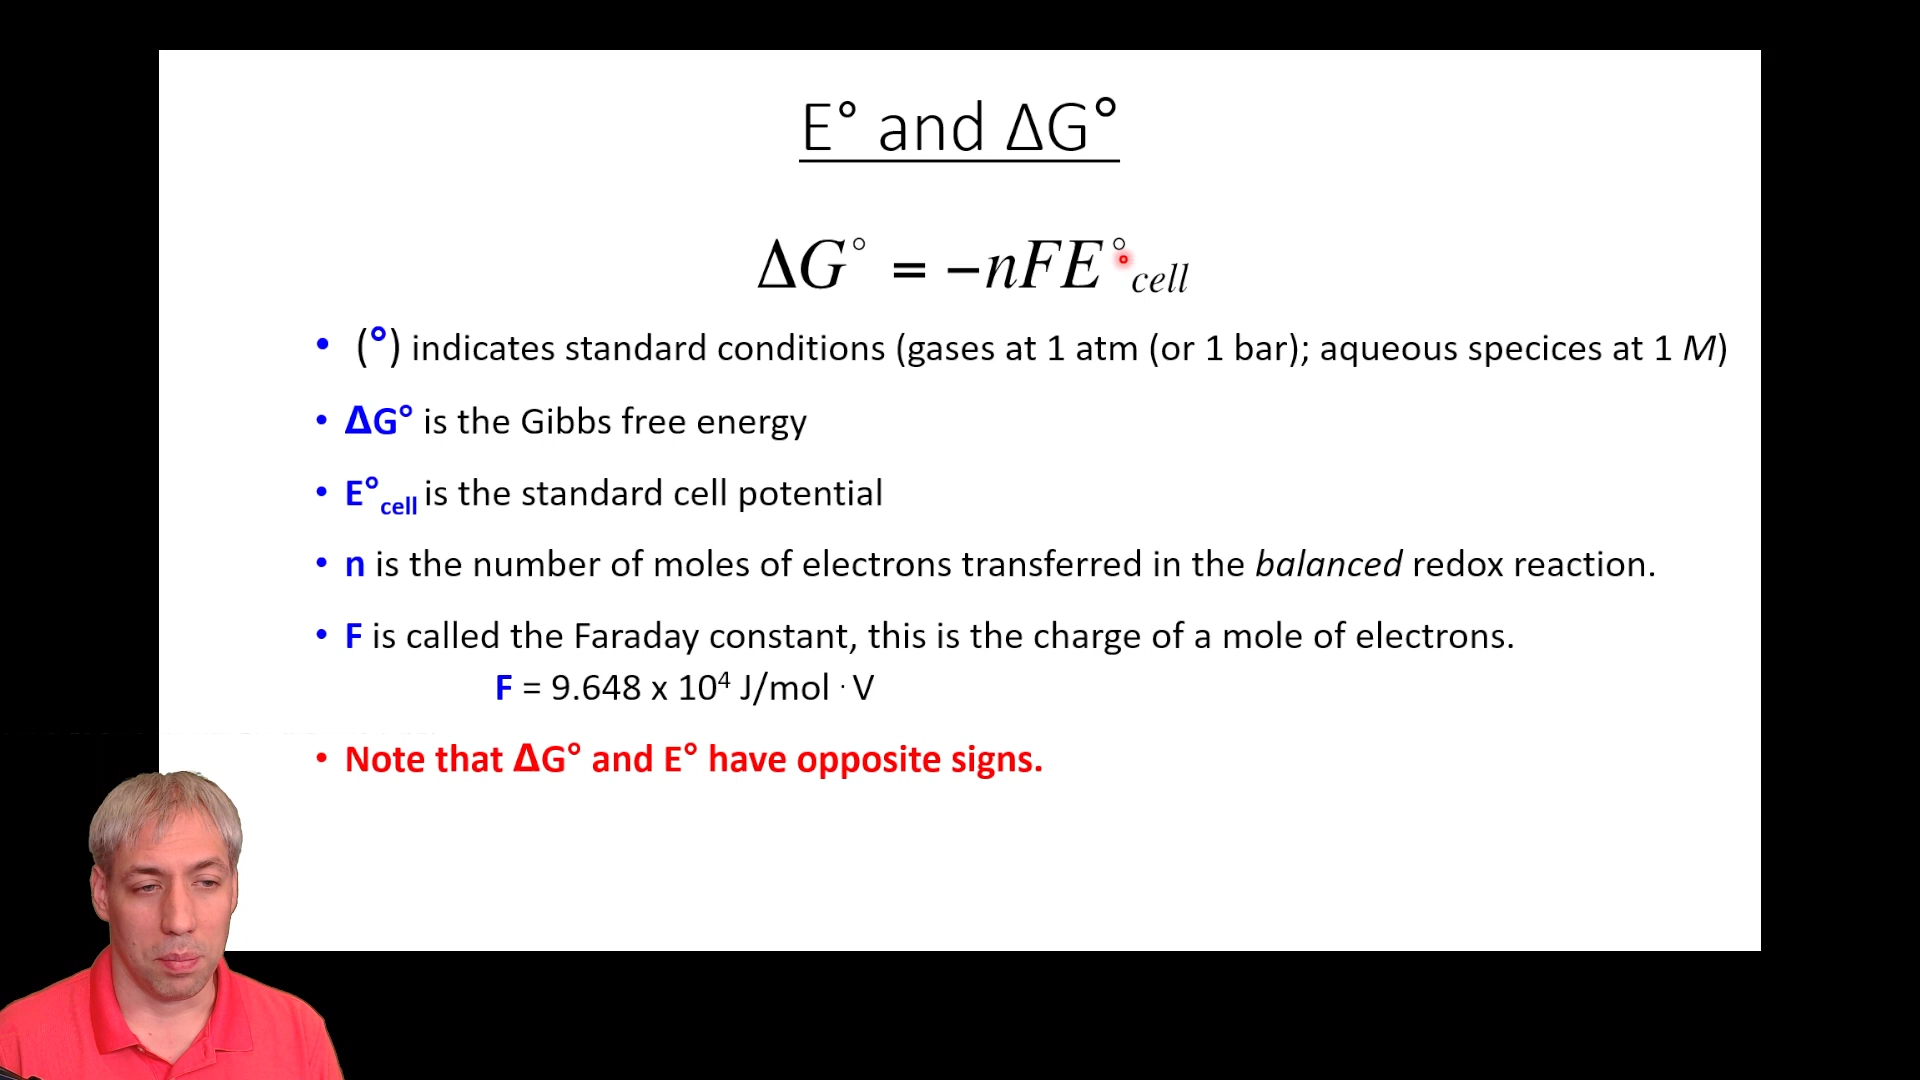 E° and ΔG°
ΔG° = −nFE°cell
• (°) indicates standard conditions (gases at 1 atm (or 1 bar); aqueous specices at 1 M)
• ΔG° is the Gibbs free energy
• E°cell is the standard cell potential
• n is the number of moles of electrons transferred in the balanced redox reaction.
• F is called the Faraday constant, this is the charge of a mole of electrons.
F = 9.648 x 10⁴ J/mol · V
• Note that ΔG° and E° have opposite signs.